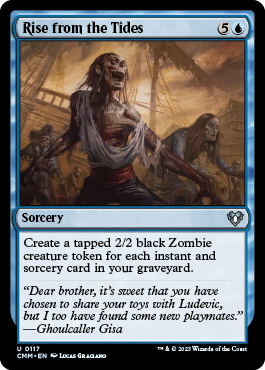 Rise from the Tides 5
Sorcery
Create a tapped 2/2 black Zombie
creature token for each instant and
sorcery card in your graveyard.
“Dear brother, it’s sweet that you have
chosen to share your toys with Ludevic,
but I too have found some new playmates.”
—Ghoulcaller Gisa
U 0117
CMM • EN Lucas Graciano
™ & © 2023 Wizards of the Coast